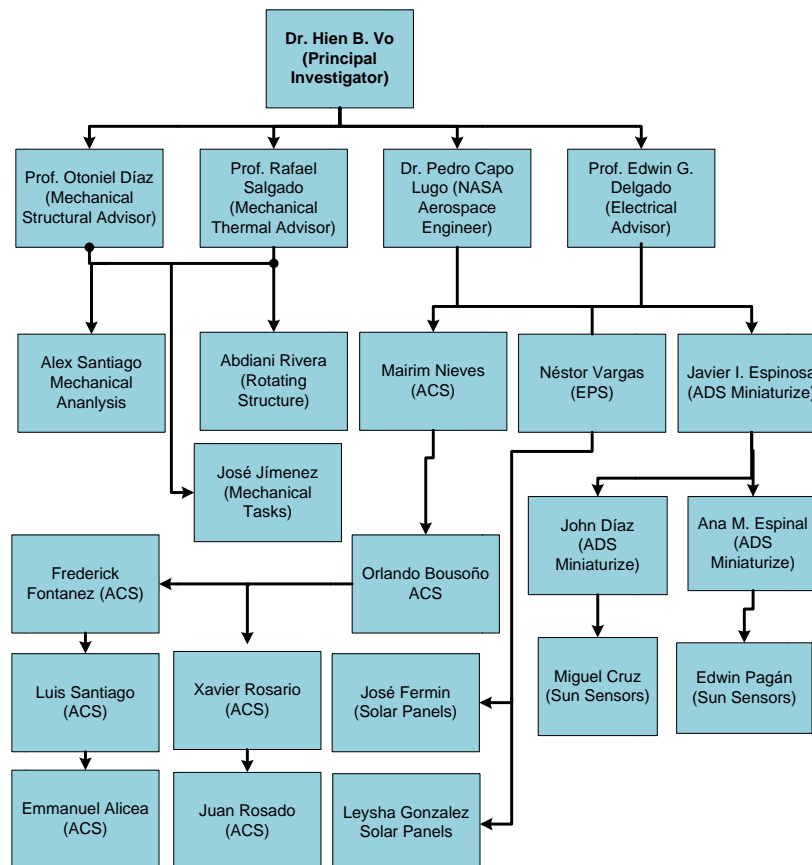 Dr. Hien B. Vo
(Principal
Investigator)
Prof. Otoniel Díaz
(Mechanical
Structural Advisor)
Prof. Rafael
Salgado
(Mechanical
Thermal Advisor)
Dr. Pedro Capo
Lugo (NASA
Aerospace
Engineer)
Prof. Edwin G.
Delgado
(Electrical
Advisor)
Alex Santiago
Mechanical
Ananlysis
Abdiani Rivera
(Rotating
Structure)
Mairim Nieves
(ACS)
Néstor Vargas
(EPS)
Javier I. Espinosa
(ADS Miniaturize)
José Jímenez
(Mechanical
Tasks)
John Díaz
(ADS
Miniaturize)
Ana M. Espinal
(ADS
Miniaturize)
Frederick
Fontanez (ACS)
Orlando Bousoño
ACS
Luis Santiago
(ACS)
Xavier Rosario
(ACS)
José Fermin
(Solar Panels)
Miguel Cruz
(Sun Sensors)
Edwin Pagán
(Sun Sensors)
Emmanuel Alicea
(ACS)
Juan Rosado
(ACS)
Leysha Gonzalez
Solar Panels